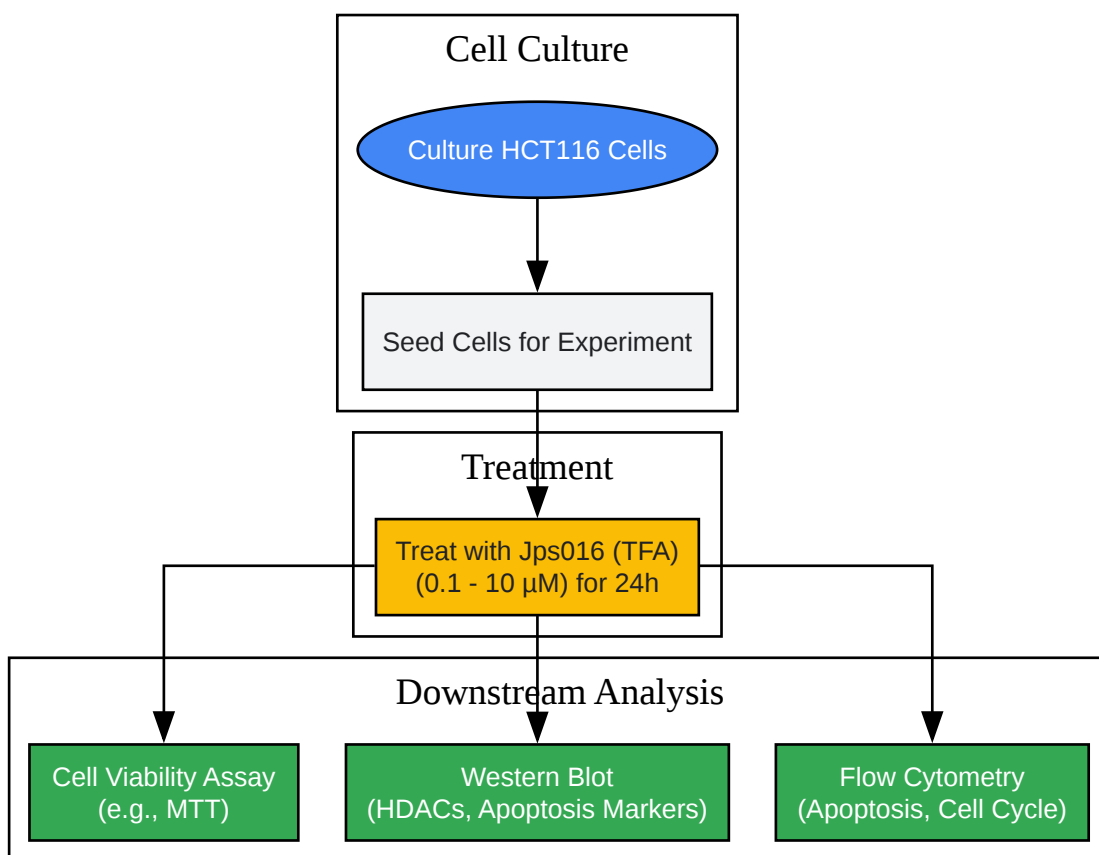 Cell Culture
Culture HCT116 Cells
Seed Cells for Experiment
Treatment
Treat with Jps016 (TFA)
(0.1 - 10 µM) for 24h
Downstream Analysis
Cell Viability Assay
(e.g., MTT)
Western Blot
(HDACs, Apoptosis Markers)
Flow Cytometry
(Apoptosis, Cell Cycle)